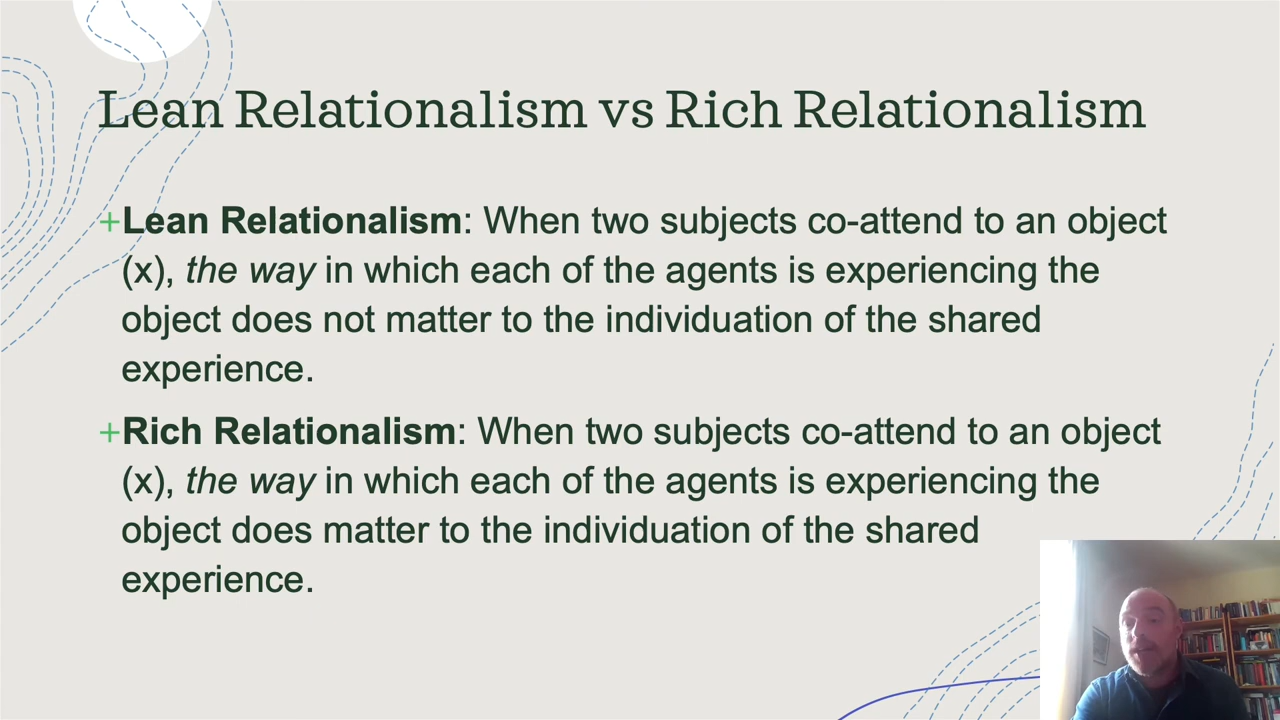 Lean Relationalism vs Rich Relationalism
+Lean Relationalism: When two subjects co-attend to an object
(x), the way in which each of the agents is experiencing the
object does not matter to the individuation of the shared
experience.
+Rich Relationalism: When two subjects co-attend to an object
(x), the way in which each of the agents is experiencing the
object does matter to the individuation of the shared
experience.